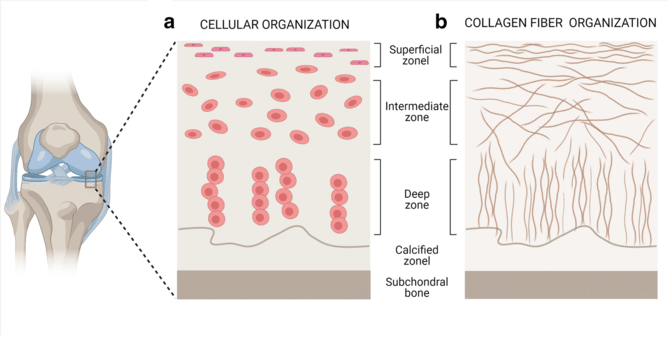 a CELLULAR ORGANIZATION
b COLLAGEN FIBER ORGANIZATION
Superficial
zonel
Intermediate
zone
Deep
zone
Calcified
zonel
Subchondral
bone